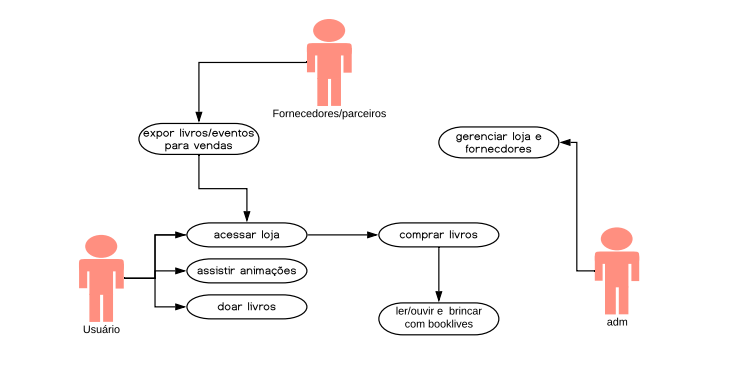 Fornecedores/parceiros
expor livros/eventos
para vendas
gerenciar loja e
fornecdores
acessar loja
comprar livros
assistir animações
doar livros
ler/ouvir e brincar
com booklives
Usuário
adm